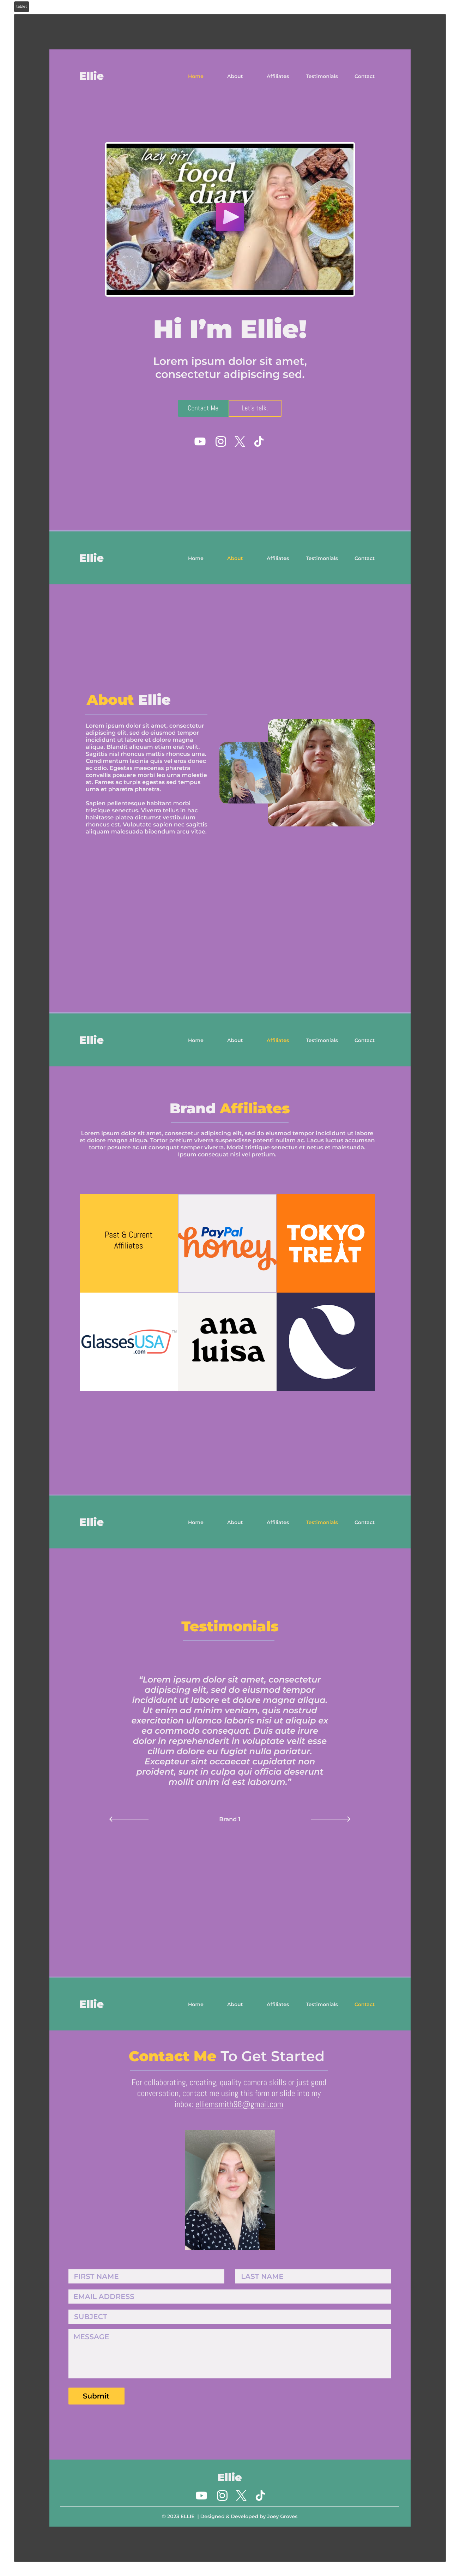 tablet
Ellie
Home About Affiliates Testimonials Contact
lazy girl
food
diary
Hi I'm Ellie!
Lorem ipsum dolor sit amet,
consectetur adipiscing sed.
Contact Me Let's talk.
Ellie
Home About Affiliates Testimonials Contact
About Ellie
Lorem ipsum dolor sit amet, consectetur
adipiscing elit, sed do eiusmod tempor
incididunt ut labore et dolore magna
aliqua. Blandit aliquam etiam erat velit.
Sagittis nisl rhoncus mattis rhoncus urna.
Condimentum lacinia quis vel eros donec
ac odio. Egestas maecenas pharetra
convallis posuere morbi leo urna molestie
at. Fames ac turpis egestas sed tempus
urna et pharetra pharetra.
Sapien pellentesque habitant morbi
tristique senectus. Viverra tellus in hac
habitasse platea dictumst vestibulum
rhoncus est. Vulputate sapien nec sagittis
aliquam malesuada bibendum arcu vitae.
Ellie
Home About Affiliates Testimonials Contact
Brand Affiliates
Lorem ipsum dolor sit amet, consectetur adipiscing elit, sed do eiusmod tempor incididunt ut labore
et dolore magna aliqua. Tortor pretium viverra suspendisse potenti nullam ac. Lacus luctus accumsan
tortor posuere ac ut consequat semper viverra. Morbi tristique senectus et netus et malesuada.
Ipsum consequat nisl vel pretium.
Past & Current
Affiliates
PayPal
honey
TOKYO
TREAT
GlassesUSA™
.com
ana
luisa
Ellie
Home About Affiliates Testimonials Contact
Testimonials
"Lorem ipsum dolor sit amet, consectetur
adipiscing elit, sed do eiusmod tempor
incididunt ut labore et dolore magna aliqua.
Ut enim ad minim veniam, quis nostrud
exercitation ullamco laboris nisi ut aliquip ex
ea commodo consequat. Duis aute irure
dolor in reprehenderit in voluptate velit esse
cillum dolore eu fugiat nulla pariatur.
Excepteur sint occaecat cupidatat non
proident, sunt in culpa qui officia deserunt
mollit anim id est laborum."
Brand 1
Ellie
Home About Affiliates Testimonials Contact
Contact Me To Get Started
For collaborating, creating, quality camera skills or just good
conversation, contact me using this form or slide into my
inbox: elliemsmith98@gmail.com
FIRST NAME LAST NAME
EMAIL ADDRESS
SUBJECT
MESSAGE
Submit
Ellie
© 2023 ELLIE | Designed & Developed by Joey Groves